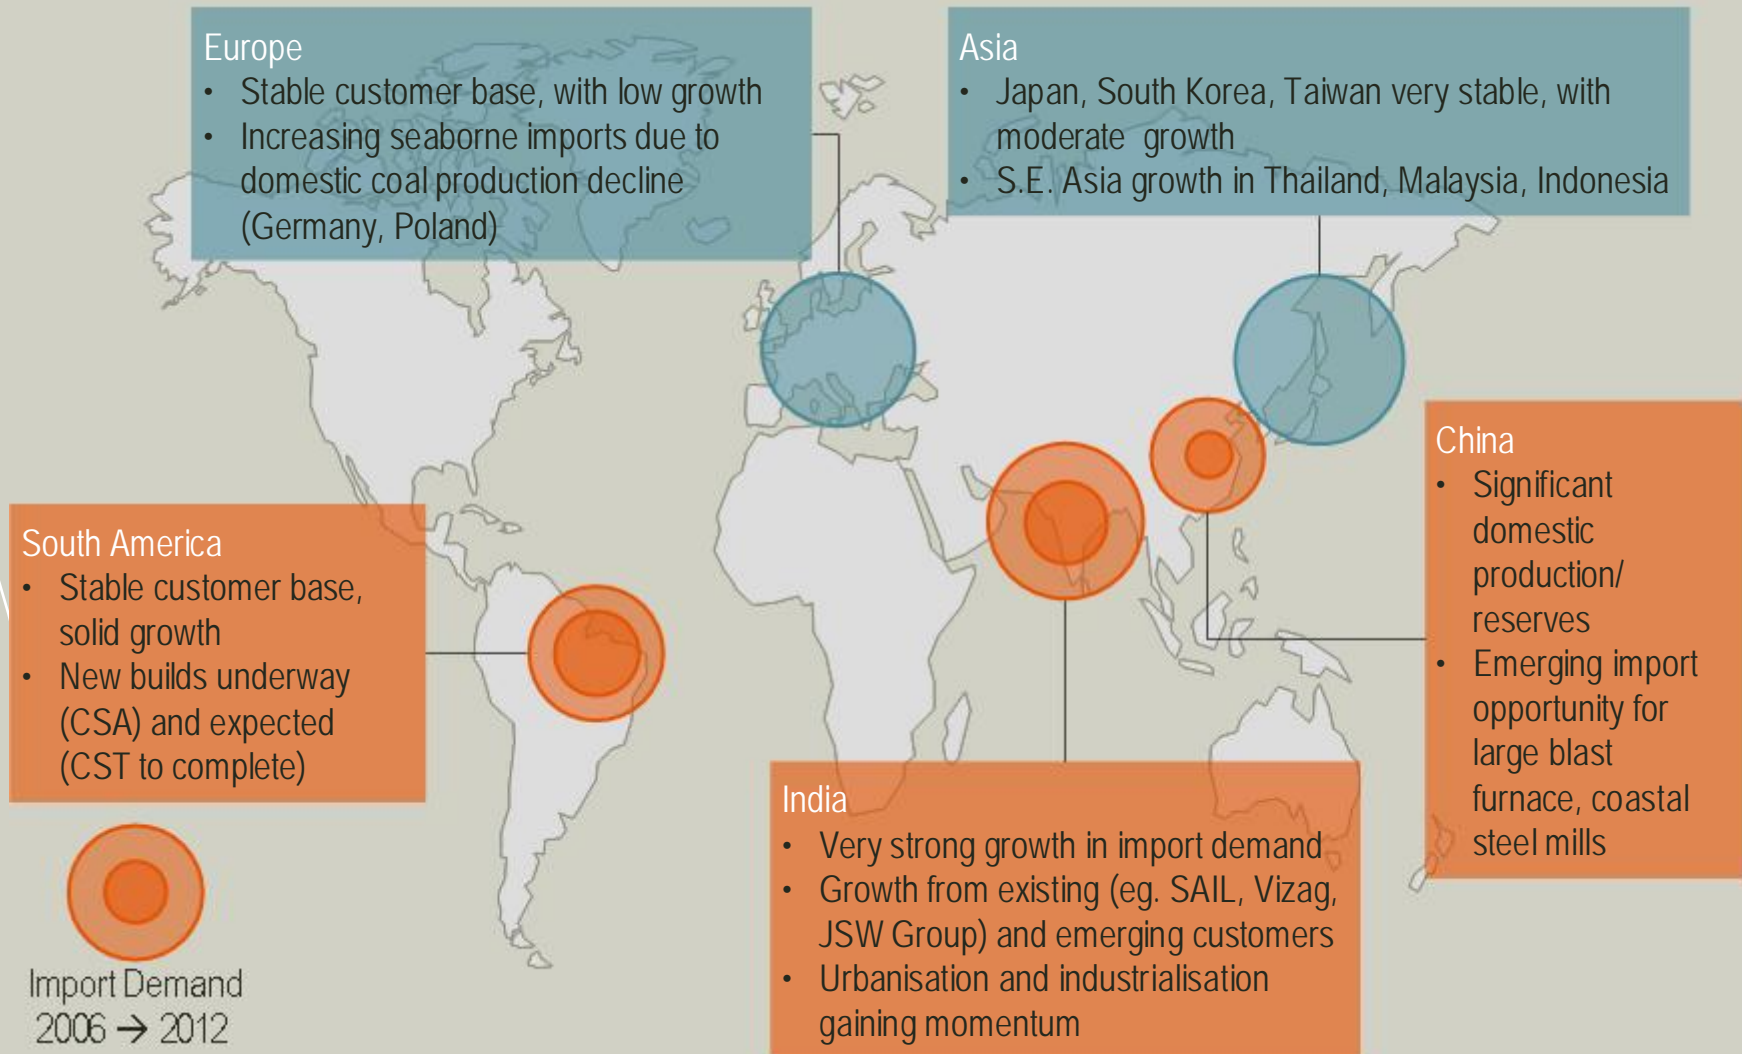 Europe
• Stable customer base, with low growth
• Increasing seaborne imports due to
domestic coal production decline
(Germany, Poland)
Asia
• Japan, South Korea, Taiwan very stable, with
moderate growth
• S.E. Asia growth in Thailand, Malaysia, Indonesia
South America
• Stable customer base,
solid growth
• New builds underway
(CSA) and expected
(CST to complete)
China
• Significant
domestic
production/
reserves
• Emerging import
opportunity for
large blast
furnace, coastal
steel mills
India
• Very strong growth in import demand
• Growth from existing (eg. SAIL, Vizag,
JSW Group) and emerging customers
• Urbanisation and industrialisation
gaining momentum
Import Demand
2006 → 2012